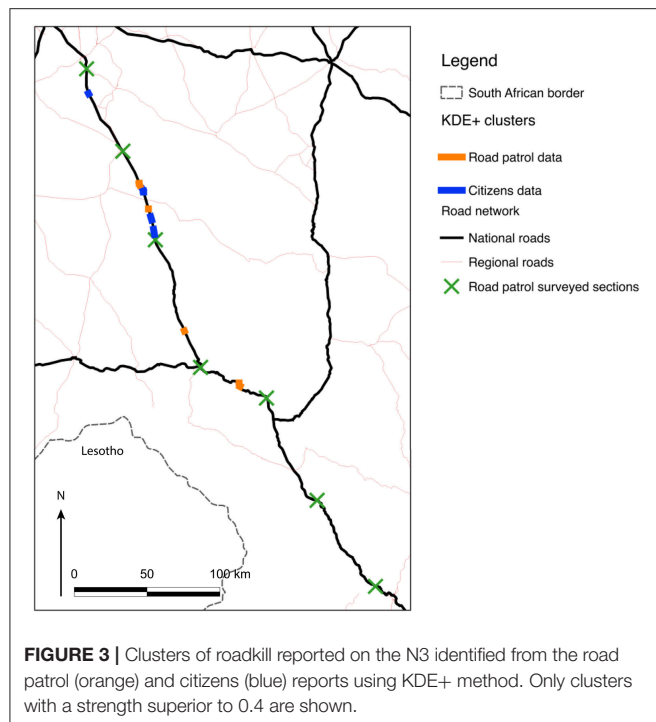 Legend
South African border
KDE+ clusters
Road patrol data
Citizens data
Road network
National roads
Regional roads
Road patrol surveyed sections
Lesotho
N
0 50 100 km
FIGURE 3 | Clusters of roadkill reported on the N3 identified from the road
patrol (orange) and citizens (blue) reports using KDE+ method. Only clusters
with a strength superior to 0.4 are shown.